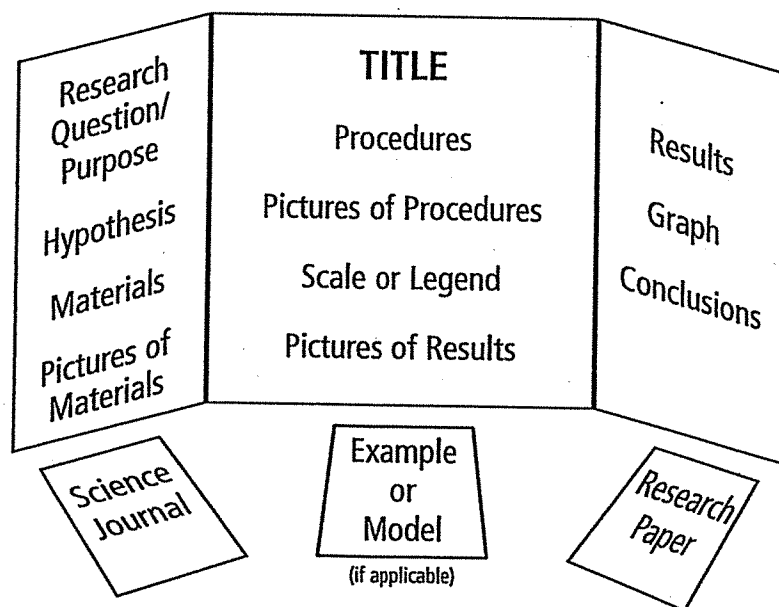 Research
Question/
Purpose
Hypothesis
Materials
Pictures of
Materials
TITLE
Procedures
Pictures of Procedures
Scale or Legend
Pictures of Results
Results
Graph
Conclusions
Science
Journal
Example
or
Model
(if applicable)
Research
Paper